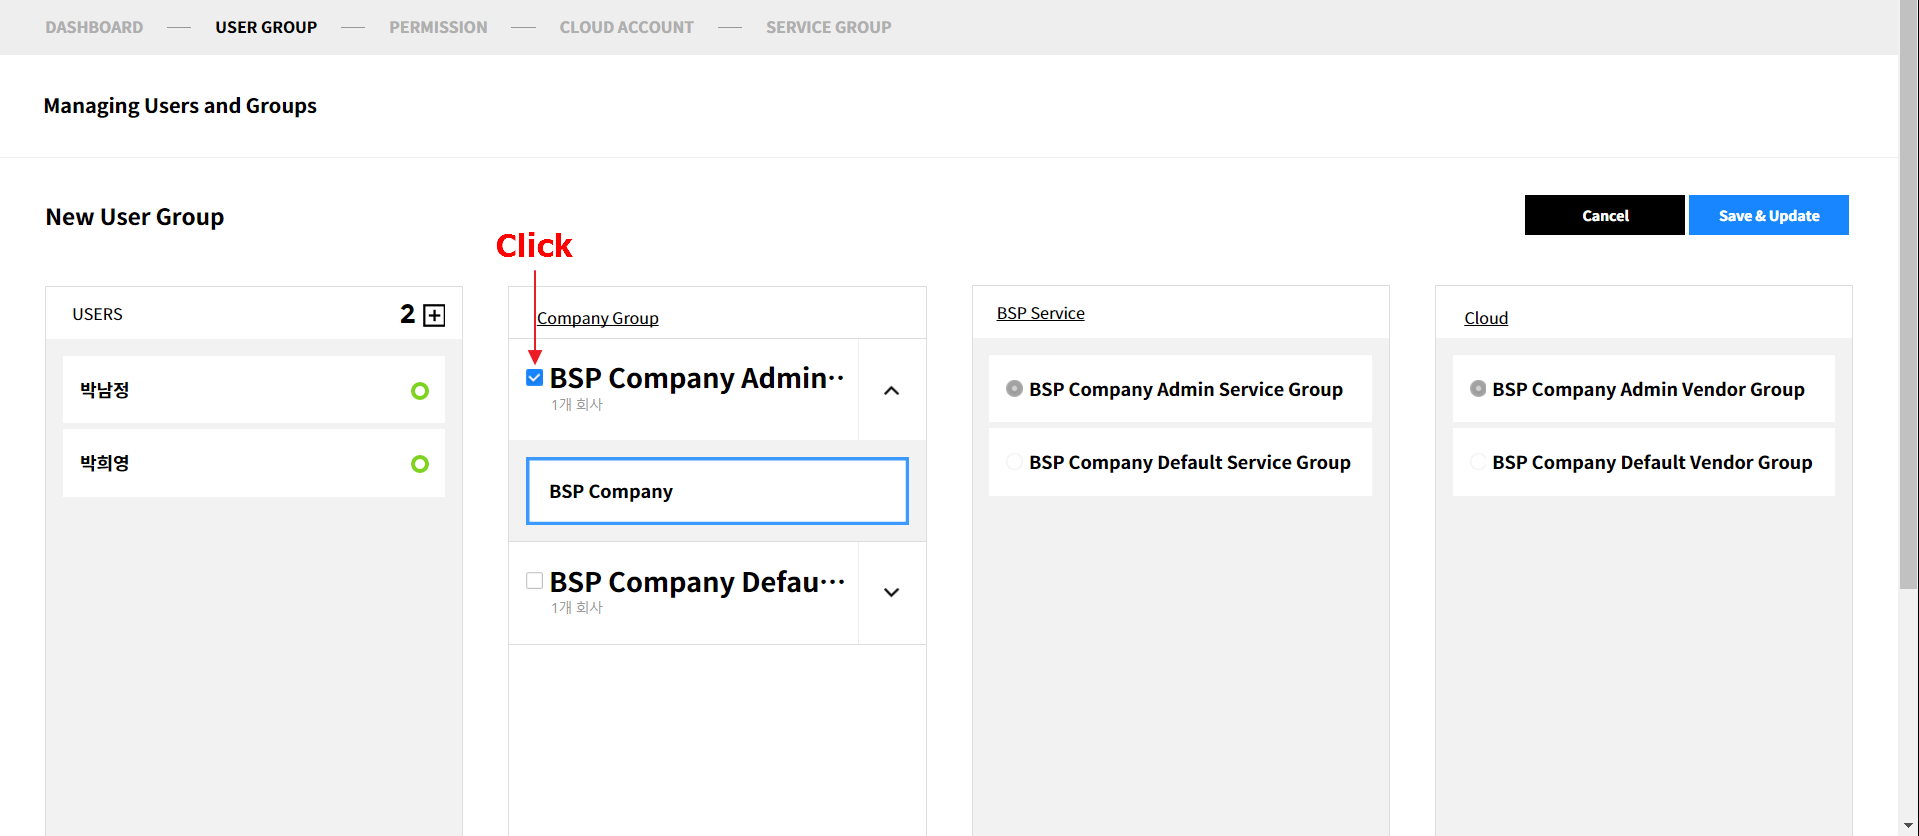 DASHBOARD USER GROUP PERMISSION CLOUD ACCOUNT SERVICE GROUP
Managing Users and Groups
New User Group
Cancel
Save & Update
Click
USERS 2
박남정
박희영
Company Group
BSP Company Admin···
1개 회사
BSP Company
BSP Company Defau···
1개 회사
BSP Service
BSP Company Admin Service Group
BSP Company Default Service Group
Cloud
BSP Company Admin Vendor Group
BSP Company Default Vendor Group